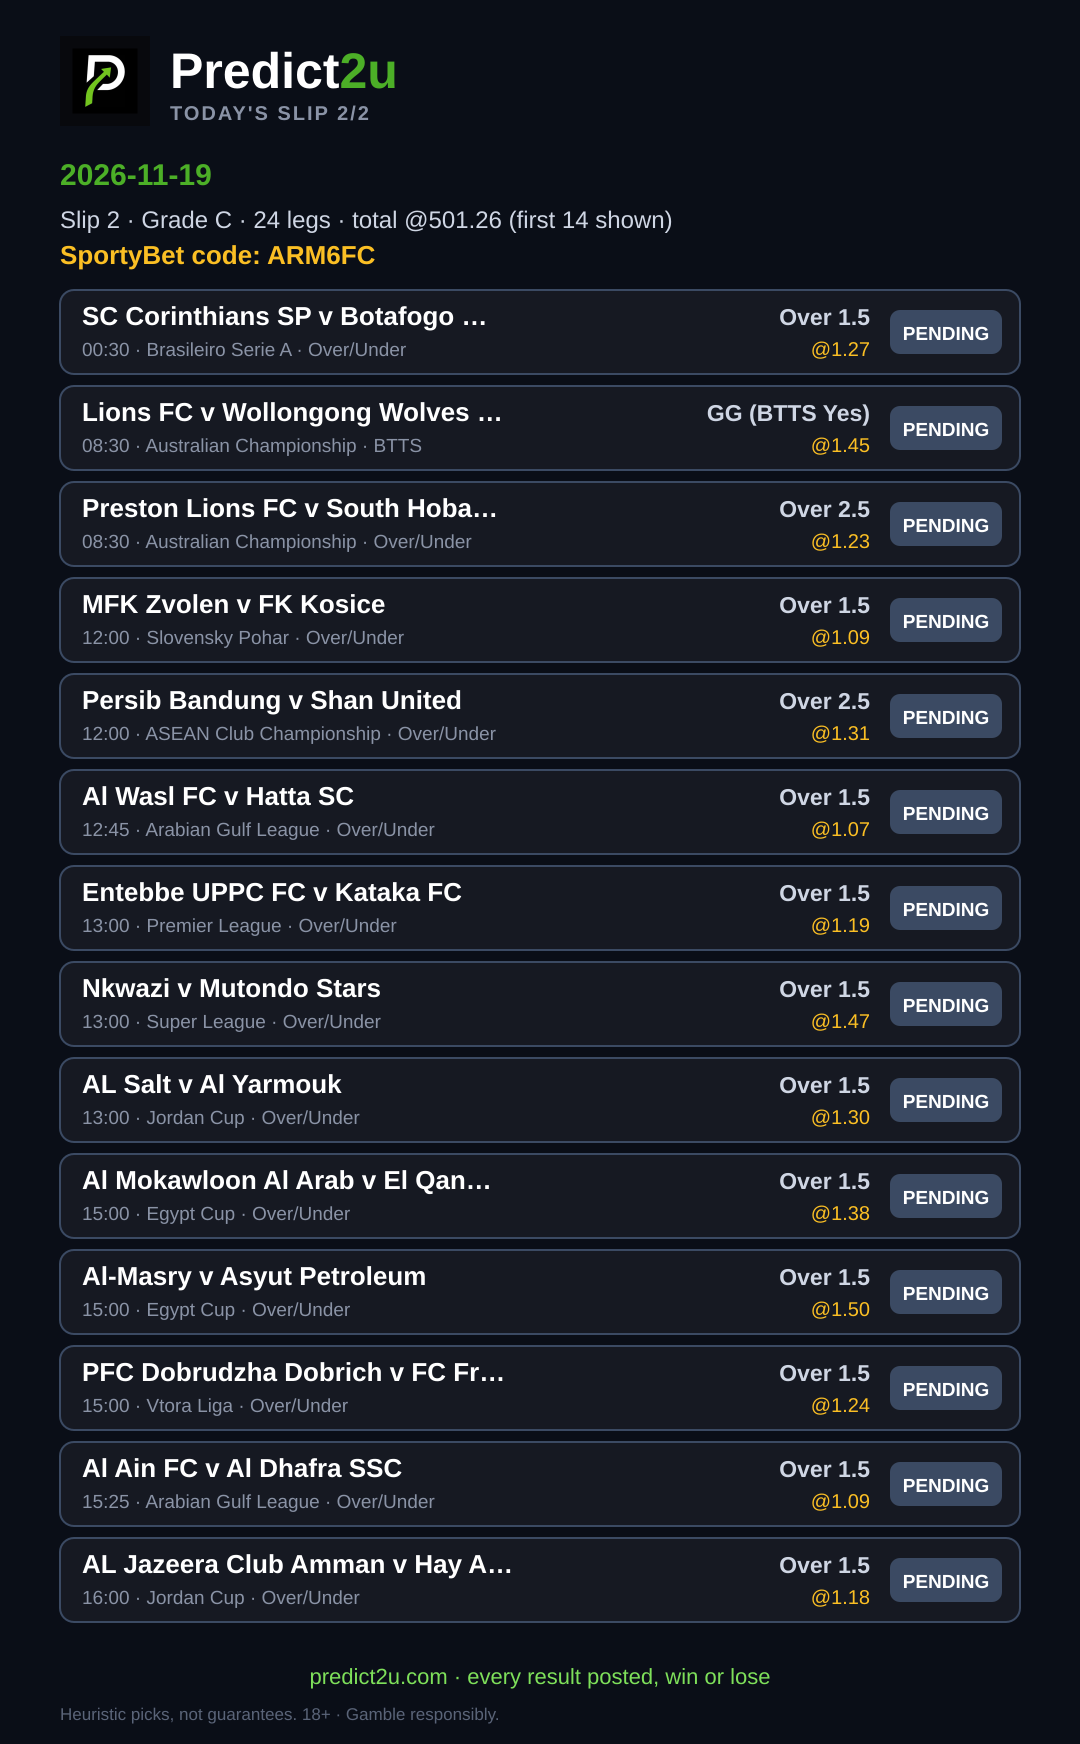 Predict2u
TODAY'S SLIP 2/2
2026-11-19
Slip 2 · Grade C · 24 legs · total @501.26 (first 14 shown)
SportyBet code: ARM6FC
SC Corinthians SP v Botafogo …
Over 1.5
00:30 · Brasileiro Serie A · Over/Under
@1.27
PENDING
Lions FC v Wollongong Wolves …
GG (BTTS Yes)
08:30 · Australian Championship · BTTS
@1.45
PENDING
Preston Lions FC v South Hoba…
Over 2.5
08:30 · Australian Championship · Over/Under
@1.23
PENDING
MFK Zvolen v FK Kosice
Over 1.5
12:00 · Slovensky Pohar · Over/Under
@1.09
PENDING
Persib Bandung v Shan United
Over 2.5
12:00 · ASEAN Club Championship · Over/Under
@1.31
PENDING
Al Wasl FC v Hatta SC
Over 1.5
12:45 · Arabian Gulf League · Over/Under
@1.07
PENDING
Entebbe UPPC FC v Kataka FC
Over 1.5
13:00 · Premier League · Over/Under
@1.19
PENDING
Nkwazi v Mutondo Stars
Over 1.5
13:00 · Super League · Over/Under
@1.47
PENDING
AL Salt v Al Yarmouk
Over 1.5
13:00 · Jordan Cup · Over/Under
@1.30
PENDING
Al Mokawloon Al Arab v El Qan…
Over 1.5
15:00 · Egypt Cup · Over/Under
@1.38
PENDING
Al-Masry v Asyut Petroleum
Over 1.5
15:00 · Egypt Cup · Over/Under
@1.50
PENDING
PFC Dobrudzha Dobrich v FC Fr…
Over 1.5
15:00 · Vtora Liga · Over/Under
@1.24
PENDING
Al Ain FC v Al Dhafra SSC
Over 1.5
15:25 · Arabian Gulf League · Over/Under
@1.09
PENDING
AL Jazeera Club Amman v Hay A…
Over 1.5
16:00 · Jordan Cup · Over/Under
@1.18
PENDING
predict2u.com · every result posted, win or lose
Heuristic picks, not guarantees. 18+ · Gamble responsibly.